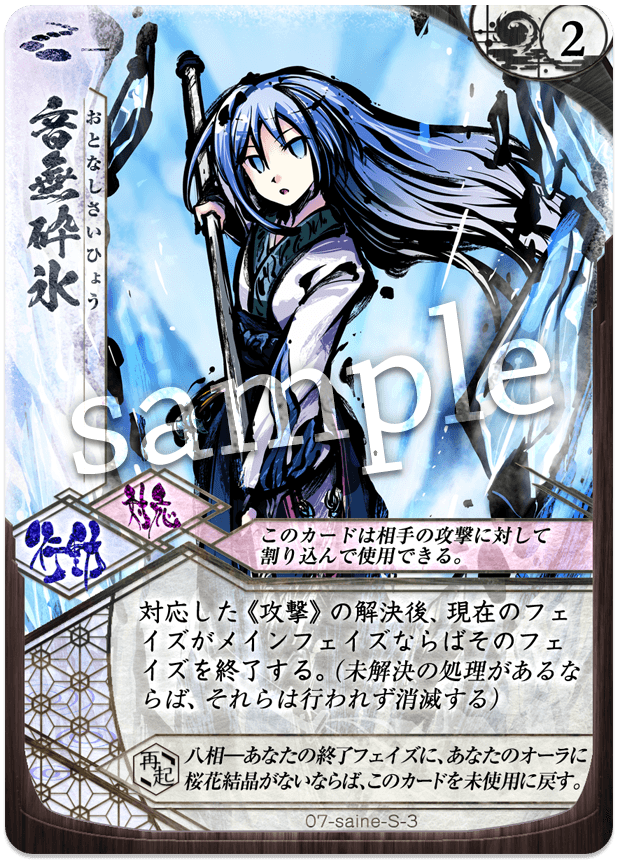 2
音無砕氷
おとなしさいひょう
sample
対応
行動
このカードは相手の攻撃に対して
割り込んで使用できる。
対応した《攻撃》の解決後、現在のフェ
イズがメインフェイズならばそのフェ
イズを終了する。（未解決の処理があるな
らば、それらは行われず消滅する）
再起
八相─あなたの終了フェイズに、あなたのオーラに
桜花結晶がないならば、このカードを未使用に戻す。
07-saine-S-3